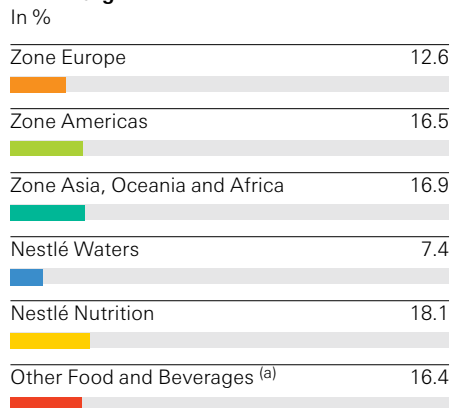 In %
Zone Europe 12.6
Zone Americas 16.5
Zone Asia, Oceania and Africa 16.9
Nestlé Waters 7.4
Nestlé Nutrition 18.1
Other Food and Beverages (a) 16.4